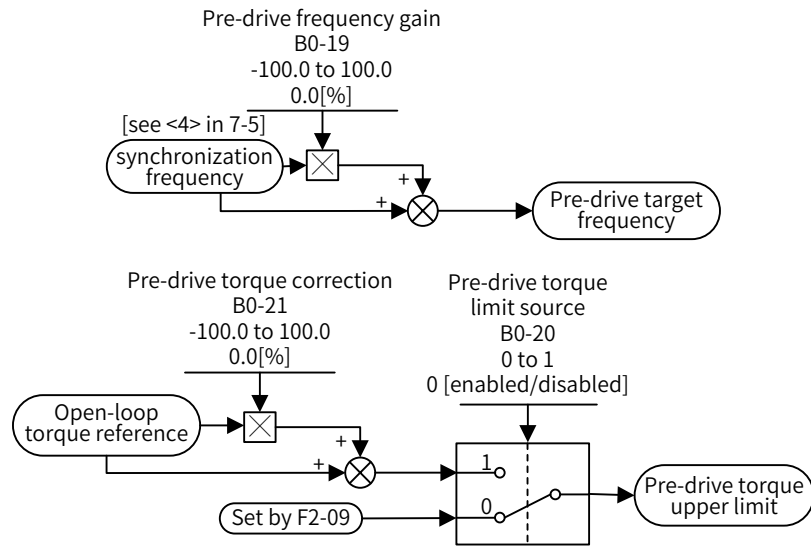 Pre-drive frequency gain
B0-19
-100.0 to 100.0
0.0[%]
[see <4> in 7-5]
synchronization
frequency
+
+
Pre-drive target
frequency
Pre-drive torque correction
B0-21
-100.0 to 100.0
0.0[%]
Pre-drive torque
limit source
B0-20
0 to 1
0 [enabled/disabled]
Open-loop
torque reference
+
+
1
0
Set by F2-09
Pre-drive torque
upper limit